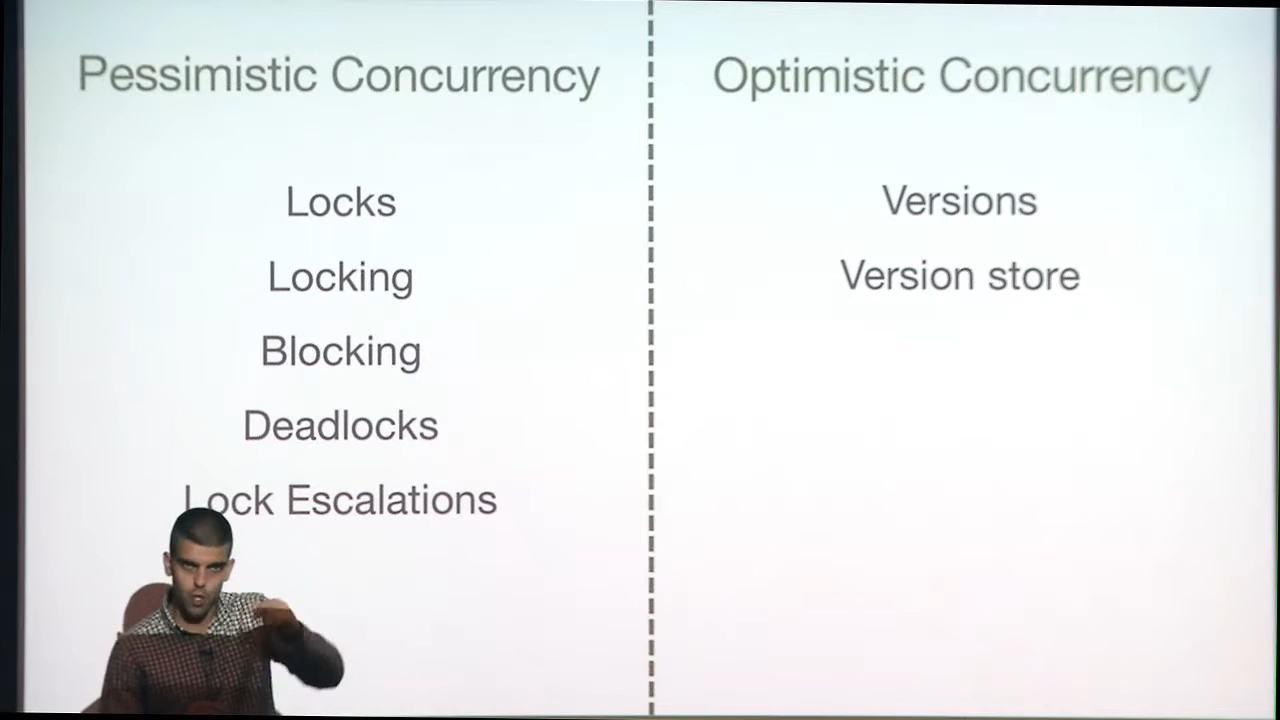 Pessimistic Concurrency
Locks
Locking
Blocking
Deadlocks
Lock Escalations
Optimistic Concurrency
Versions
Version store